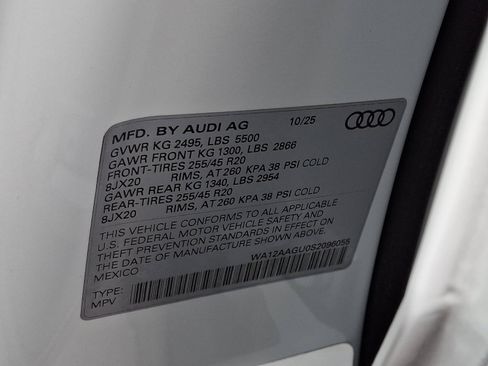 MFD. BY AUDI AG 10/25
GVWR KG 2495, LBS 5500
GAWR FRONT KG 1300, LBS 2866
FRONT-TIRES 255/45 R20
8JX20 RIMS, AT 260 KPA 38 PSI COLD
GAWR REAR KG 1340, LBS 2954
REAR-TIRES 255/45 R20
8JX20 RIMS, AT 260 KPA 38 PSI COLD
THIS VEHICLE CONFORMS TO ALL APPLICABLE
U.S. FEDERAL MOTOR VEHICLE SAFETY AND
THEFT PREVENTION STANDARDS IN EFFECT
ON THE DATE OF MANUFACTURE SHOWN ABOVE.
MEXICO
WA12AAGU0S2096055
TYPE:
MPV